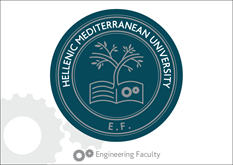 HELLENIC MEDITERRANEAN UNIVERSITY
E.F.
Engineering Faculty